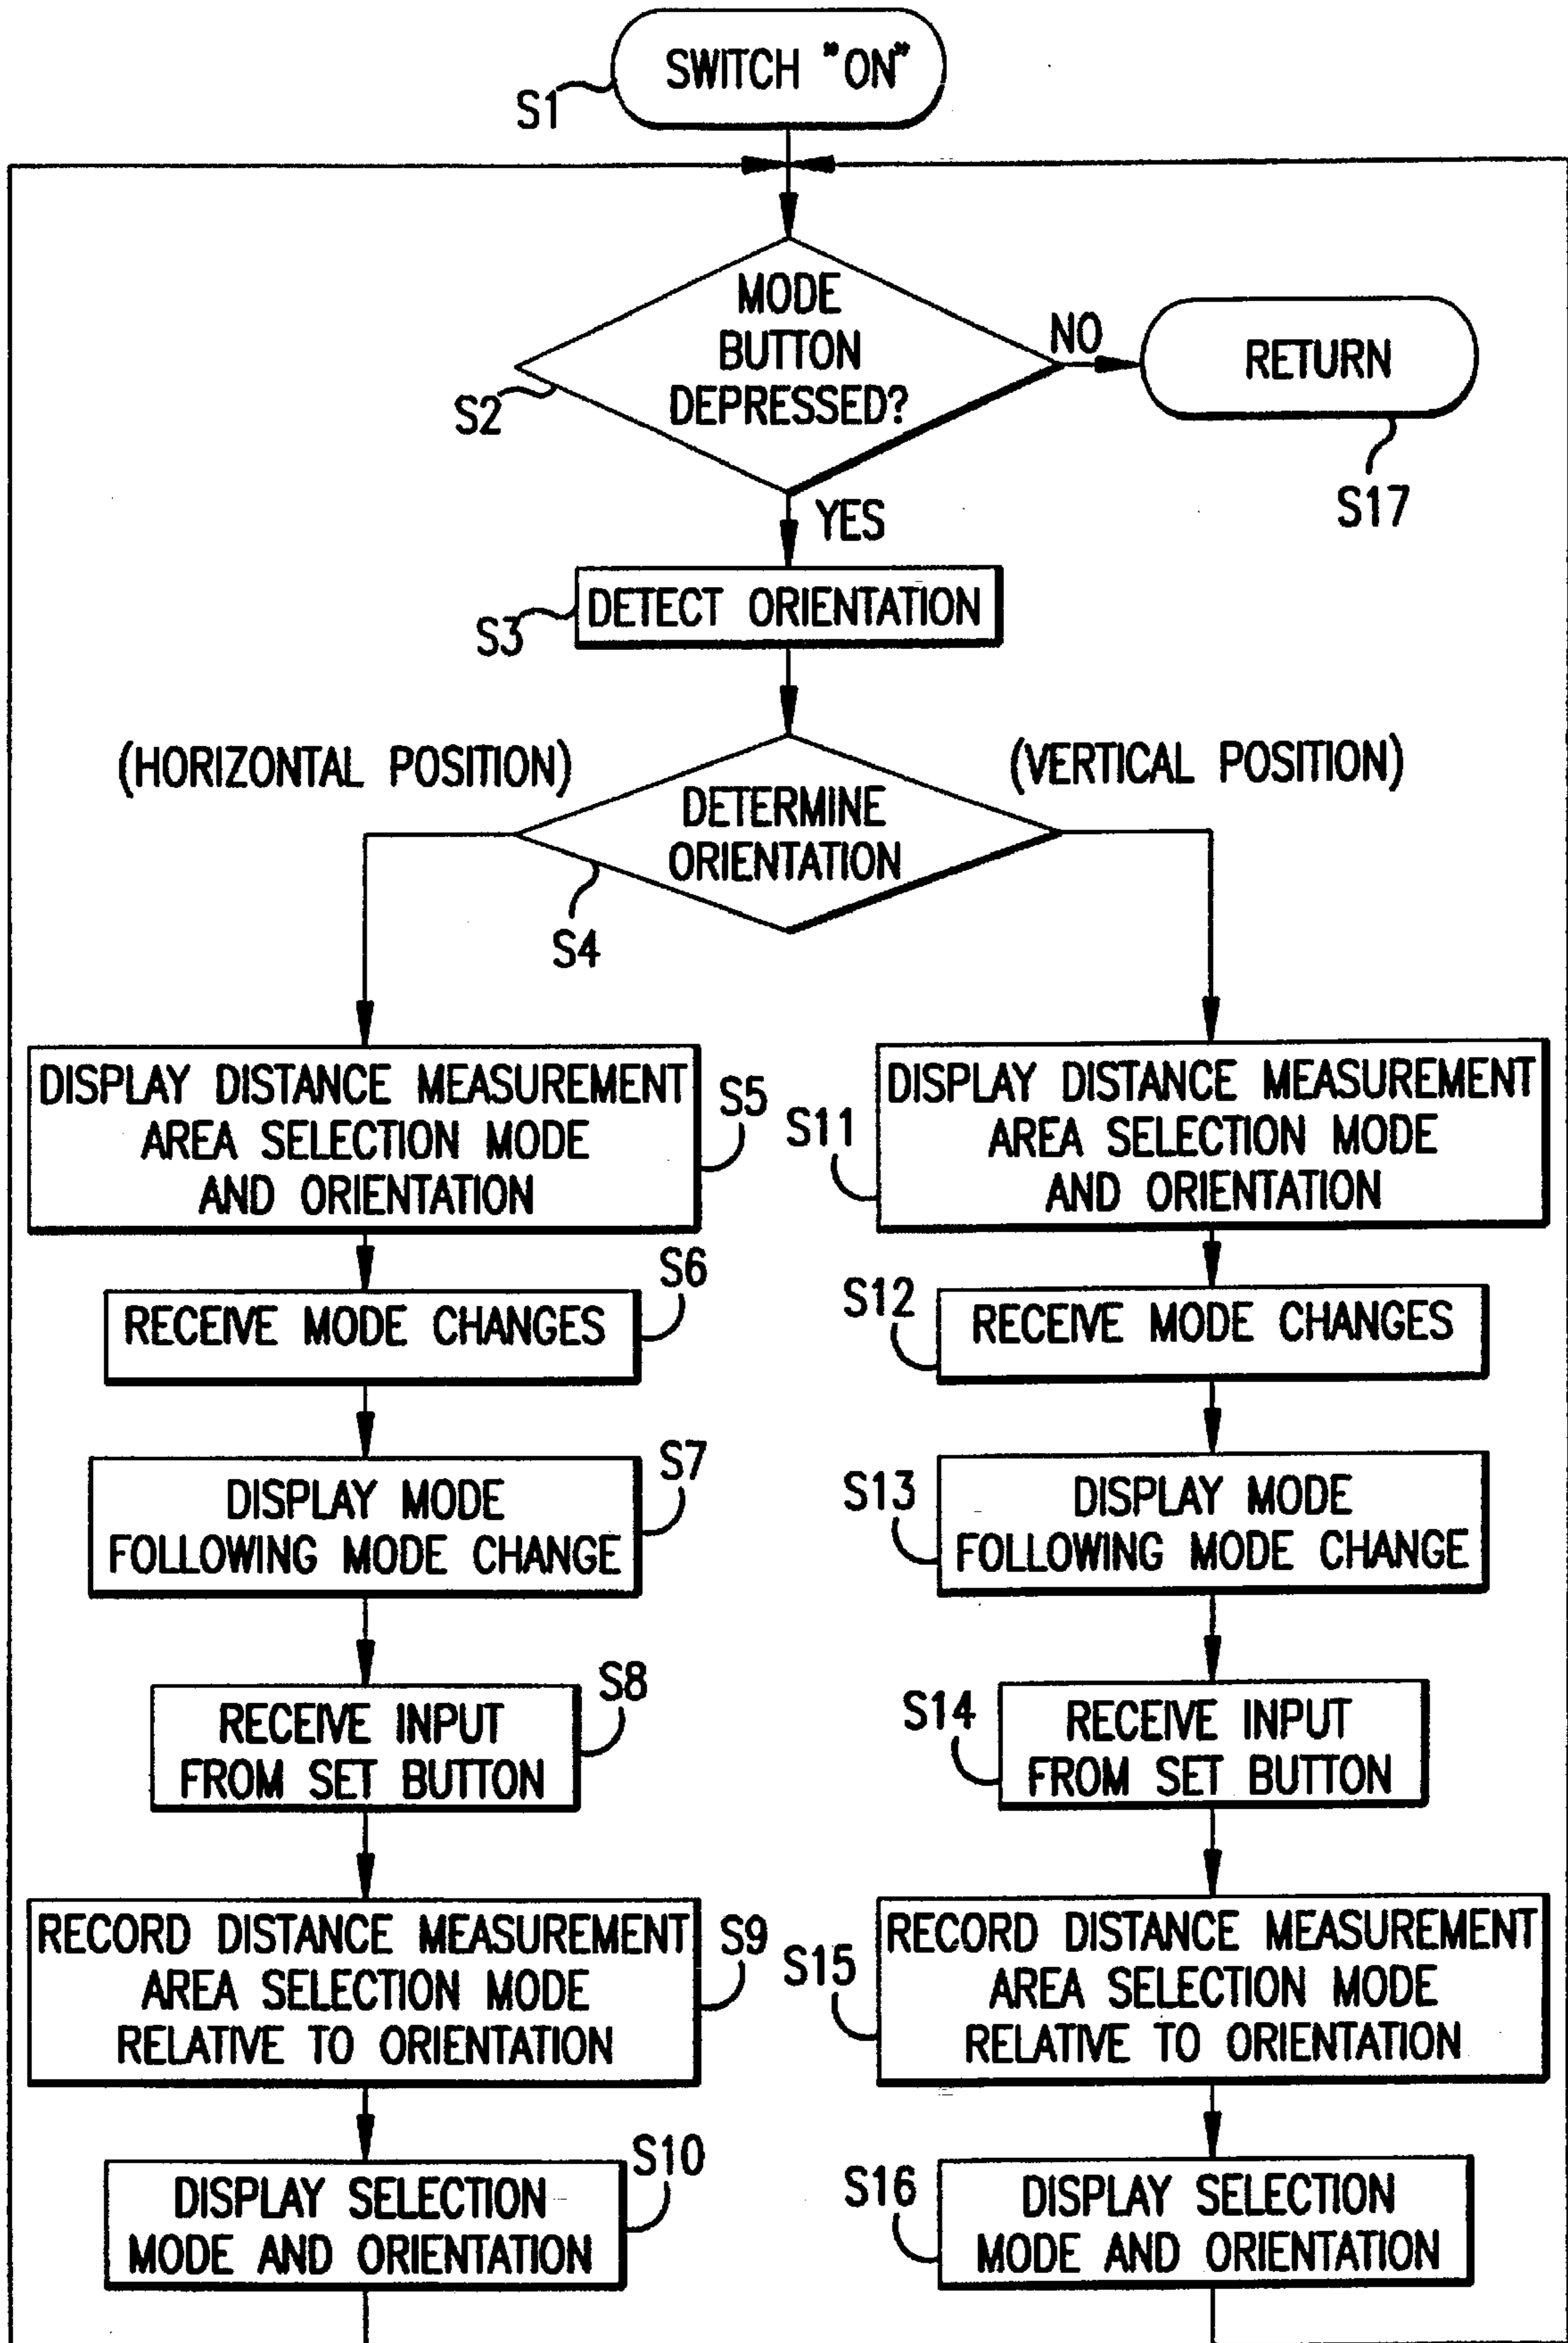 SWITCH "ON"
S1
MODE
BUTTON
DEPRESSED?
S2
NO
RETURN
S17
YES
DETECT ORIENTATION
S3
(HORIZONTAL POSITION)
(VERTICAL POSITION)
DETERMINE
ORIENTATION
S4
DISPLAY DISTANCE MEASUREMENT
AREA SELECTION MODE
AND ORIENTATION
S5
RECEIVE MODE CHANGES
S6
DISPLAY MODE
FOLLOWING MODE CHANGE
S7
RECEIVE INPUT
FROM SET BUTTON
S8
RECORD DISTANCE MEASUREMENT
AREA SELECTION MODE
RELATIVE TO ORIENTATION
S9
DISPLAY SELECTION
MODE AND ORIENTATION
S10
DISPLAY DISTANCE MEASUREMENT
AREA SELECTION MODE
AND ORIENTATION
S11
RECEIVE MODE CHANGES
S12
DISPLAY MODE
FOLLOWING MODE CHANGE
S13
RECEIVE INPUT
FROM SET BUTTON
S14
RECORD DISTANCE MEASUREMENT
AREA SELECTION MODE
RELATIVE TO ORIENTATION
S15
DISPLAY SELECTION
MODE AND ORIENTATION
S16